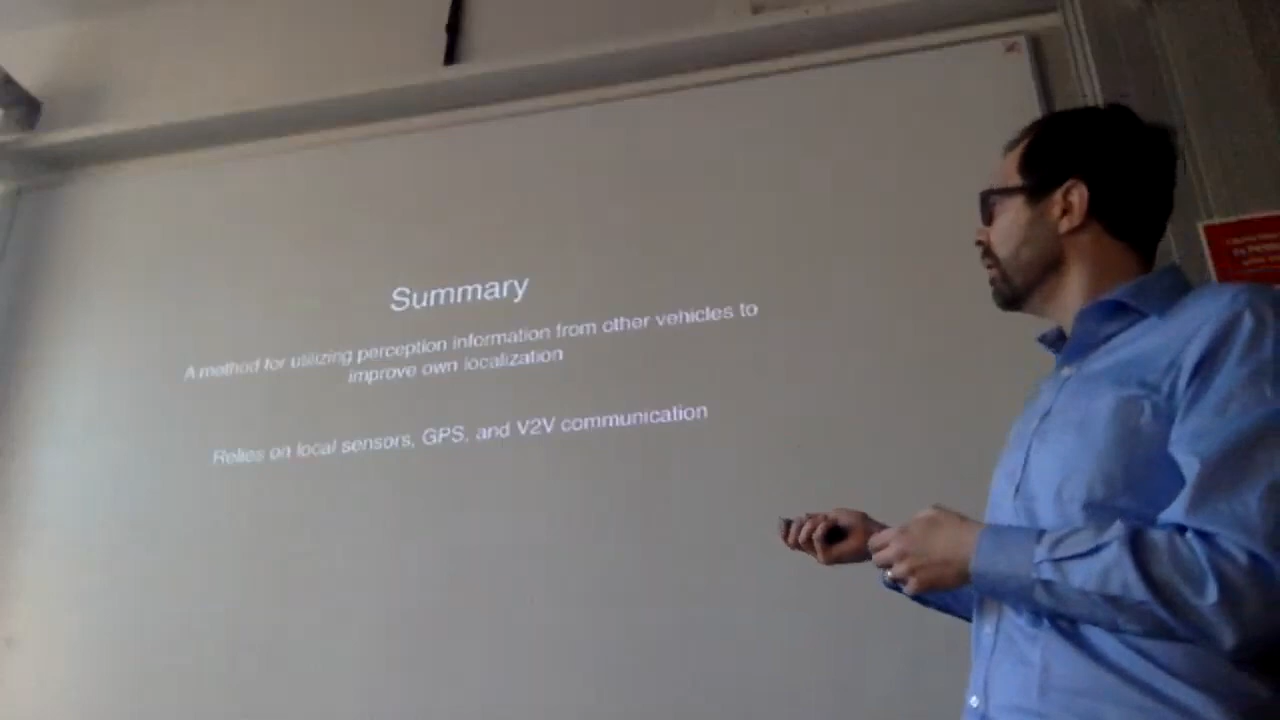 Summary
A method for utilizing perception information from other vehicles to
improve own localization
Relies on local sensors, GPS, and V2V communication